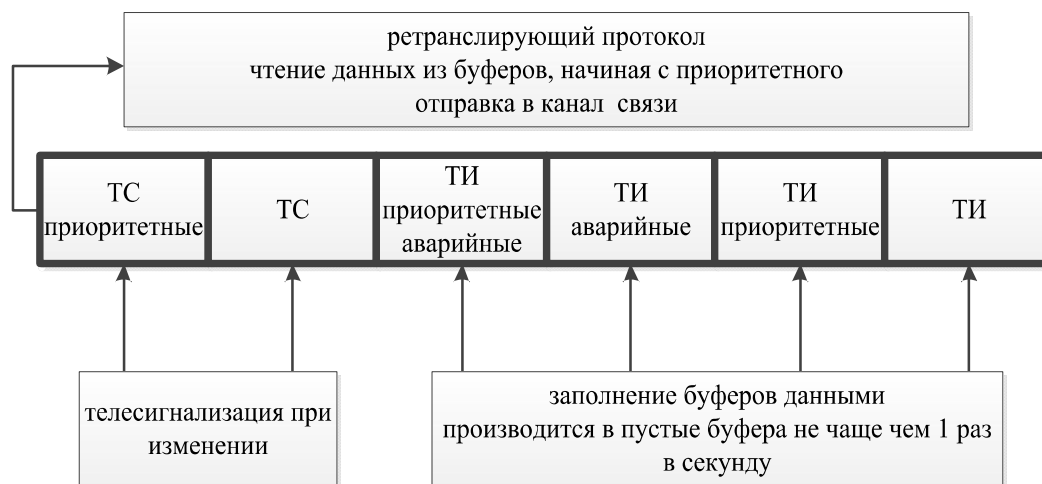 ретранслирующий протокол
чтение данных из буферов, начиная с приоритетного
отправка в канал связи
ТС
приоритетные
ТС
ТИ
приоритетные
аварийные
ТИ
аварийные
ТИ
приоритетные
ТИ
телесигнализация при
изменении
заполнение буферов данными
производится в пустые буфера не чаще чем 1 раз
в секунду